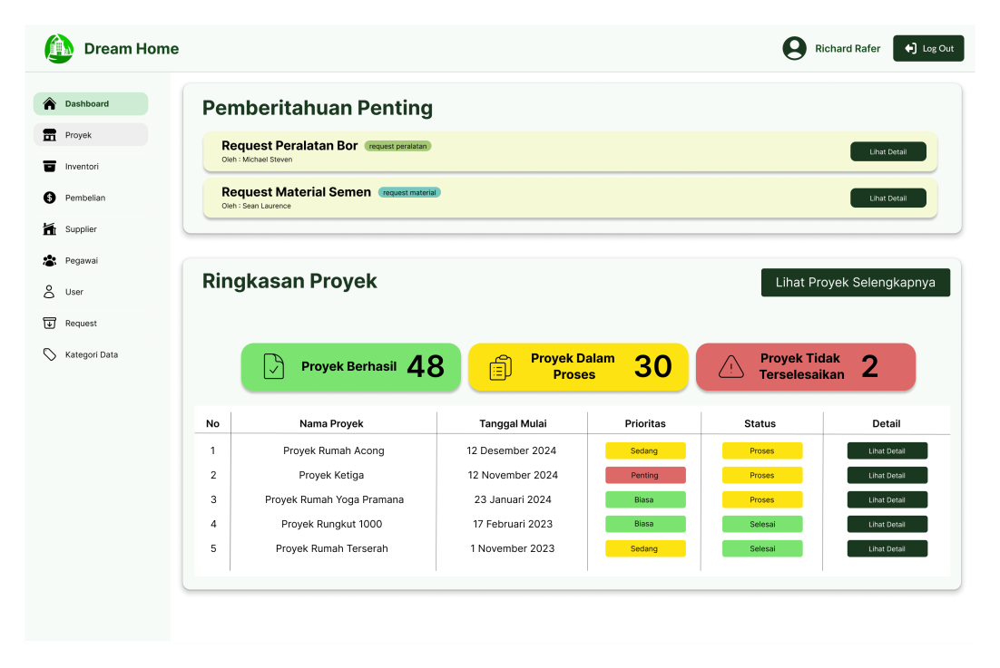 Dream Home
Richard Rafer
Log Out
Dashboard
Proyek
Inventori
Pembelian
Supplier
Pegawai
User
Request
Kategori Data
Pemberitahuan Penting
Request Peralatan Bor request peralatan
Oleh : Michael Steven
Lihat Detail
Request Material Semen request material
Oleh : Sean Laurence
Lihat Detail
Ringkasan Proyek
Lihat Proyek Selengkapnya
Proyek Berhasil 48
Proyek Dalam
Proses
30
Proyek Tidak
Terselesaikan
2
No Nama Proyek Tanggal Mulai Prioritas Status Detail
1 Proyek Rumah Acong 12 Desember 2024 Sedang Proses Lihat Detail
2 Proyek Ketiga 12 November 2024 Penting Proses Lihat Detail
3 Proyek Rumah Yoga Pramana 23 Januari 2024 Biasa Proses Lihat Detail
4 Proyek Rungkut 1000 17 Februari 2023 Biasa Selesai Lihat Detail
5 Proyek Rumah Terserah 1 November 2023 Sedang Selesai Lihat Detail